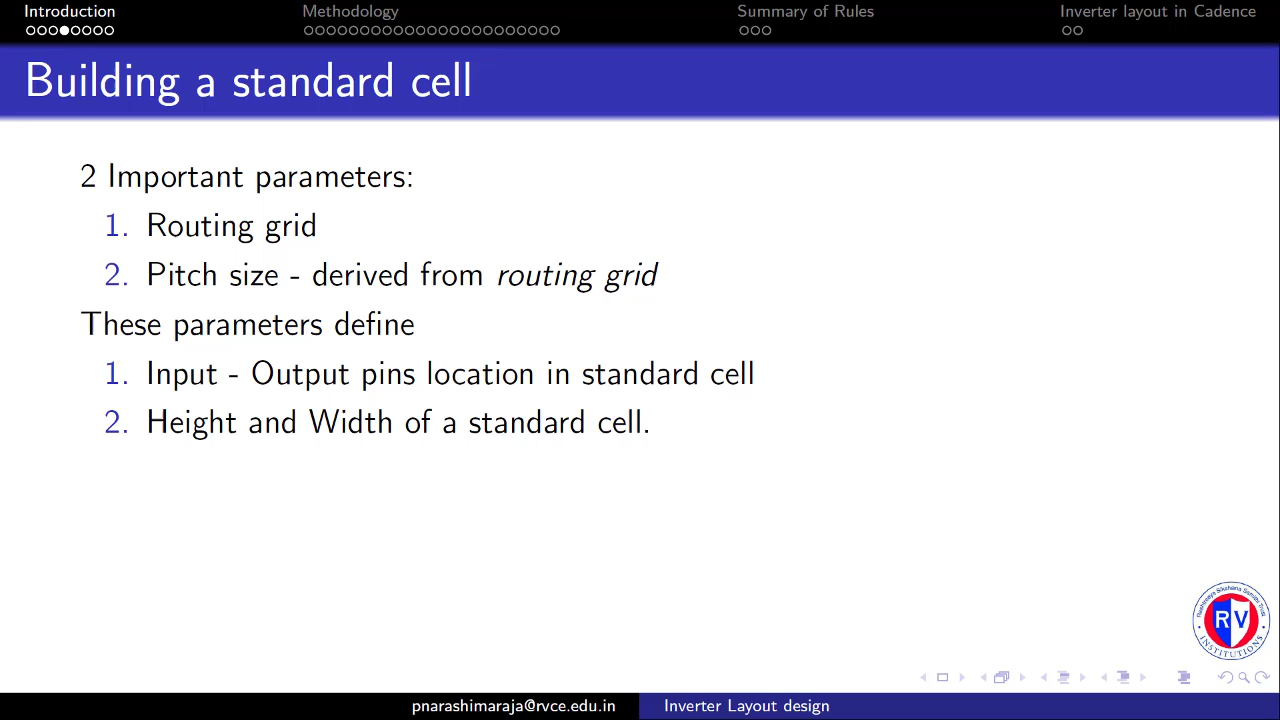 Introduction
Methodology
Summary of Rules
Inverter layout in Cadence
Building a standard cell
2 Important parameters:
1. Routing grid
2. Pitch size - derived from routing grid
These parameters define
1. Input - Output pins location in standard cell
2. Height and Width of a standard cell.
RV
INSTITUTIONS
pnarashimaraja@rvce.edu.in
Inverter Layout design